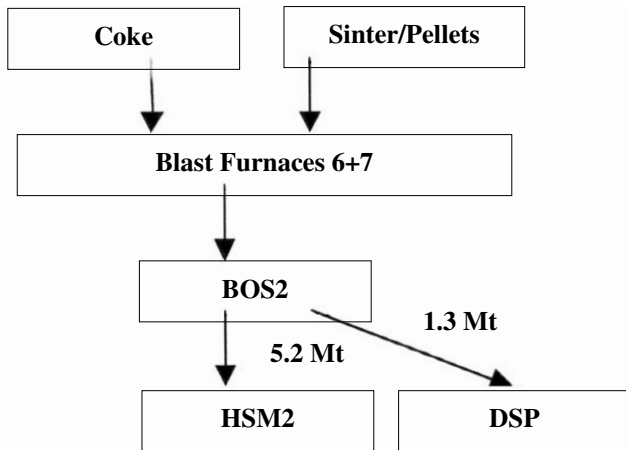 Coke
Sinter/Pellets
Blast Furnaces 6+7
BOS2
1.3 Mt
5.2 Mt
HSM2
DSP